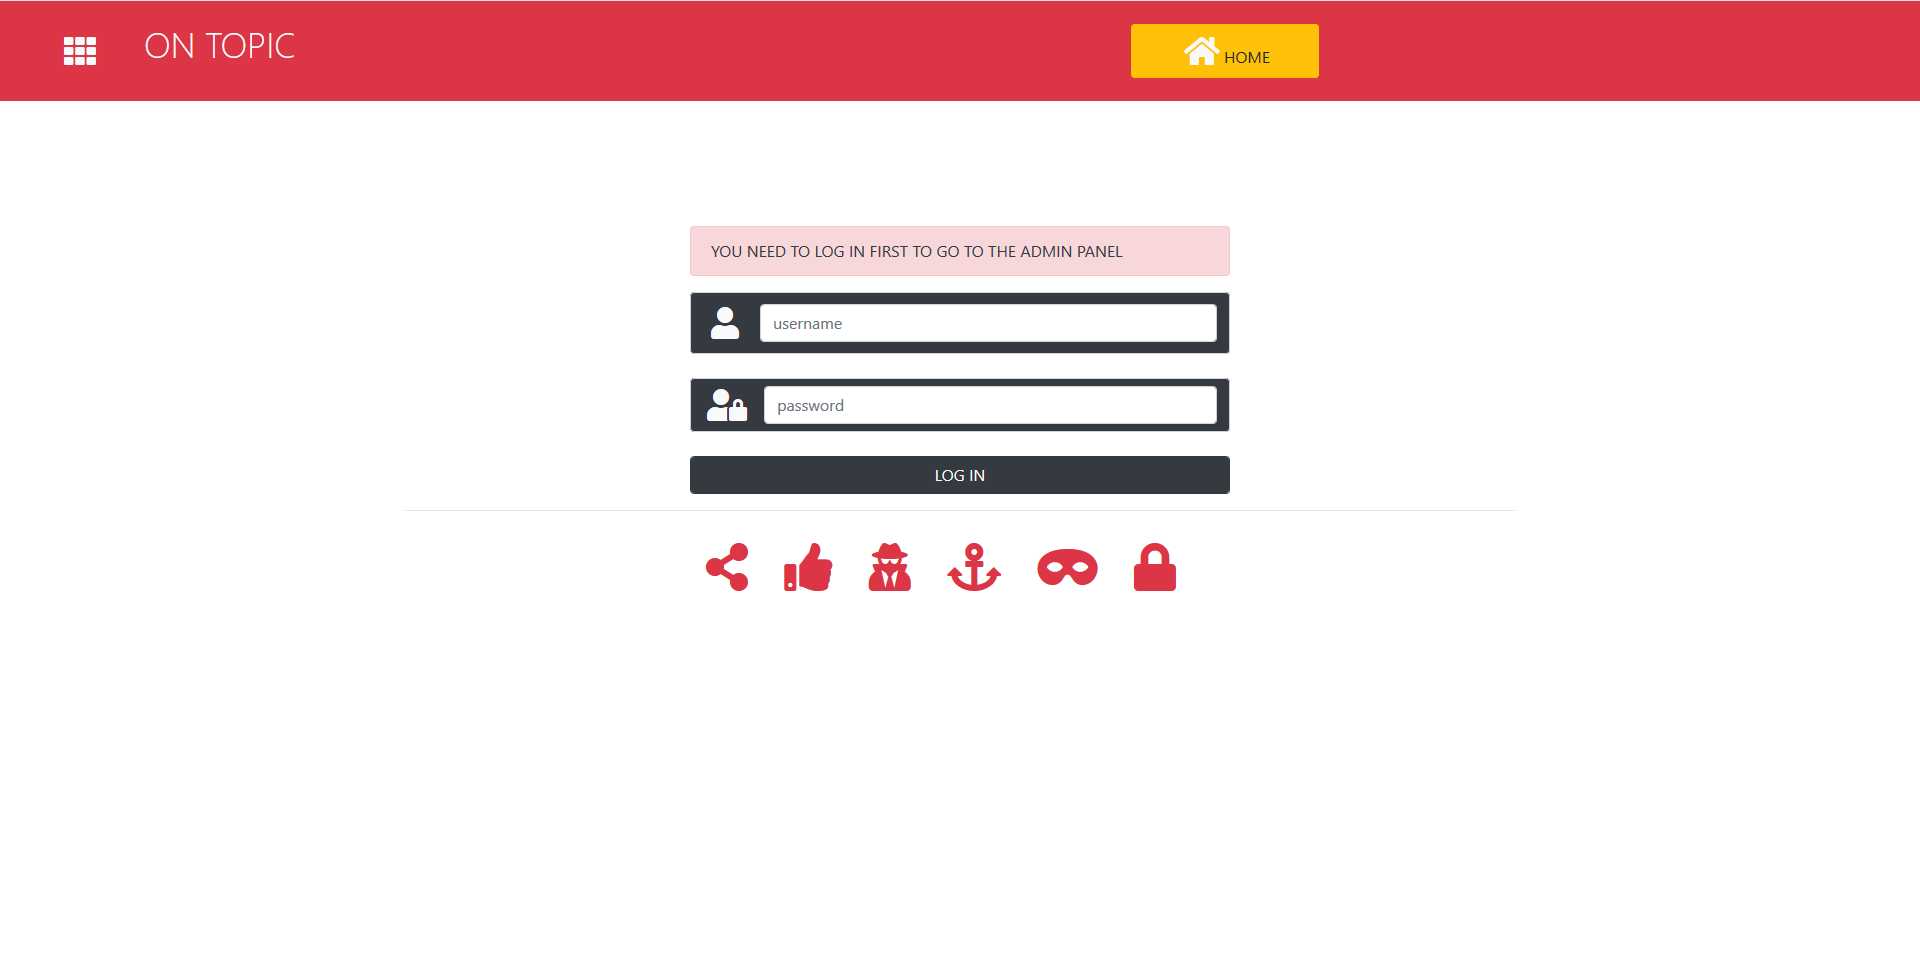 ON TOPIC
HOME
YOU NEED TO LOG IN FIRST TO GO TO THE ADMIN PANEL
username
password
LOG IN